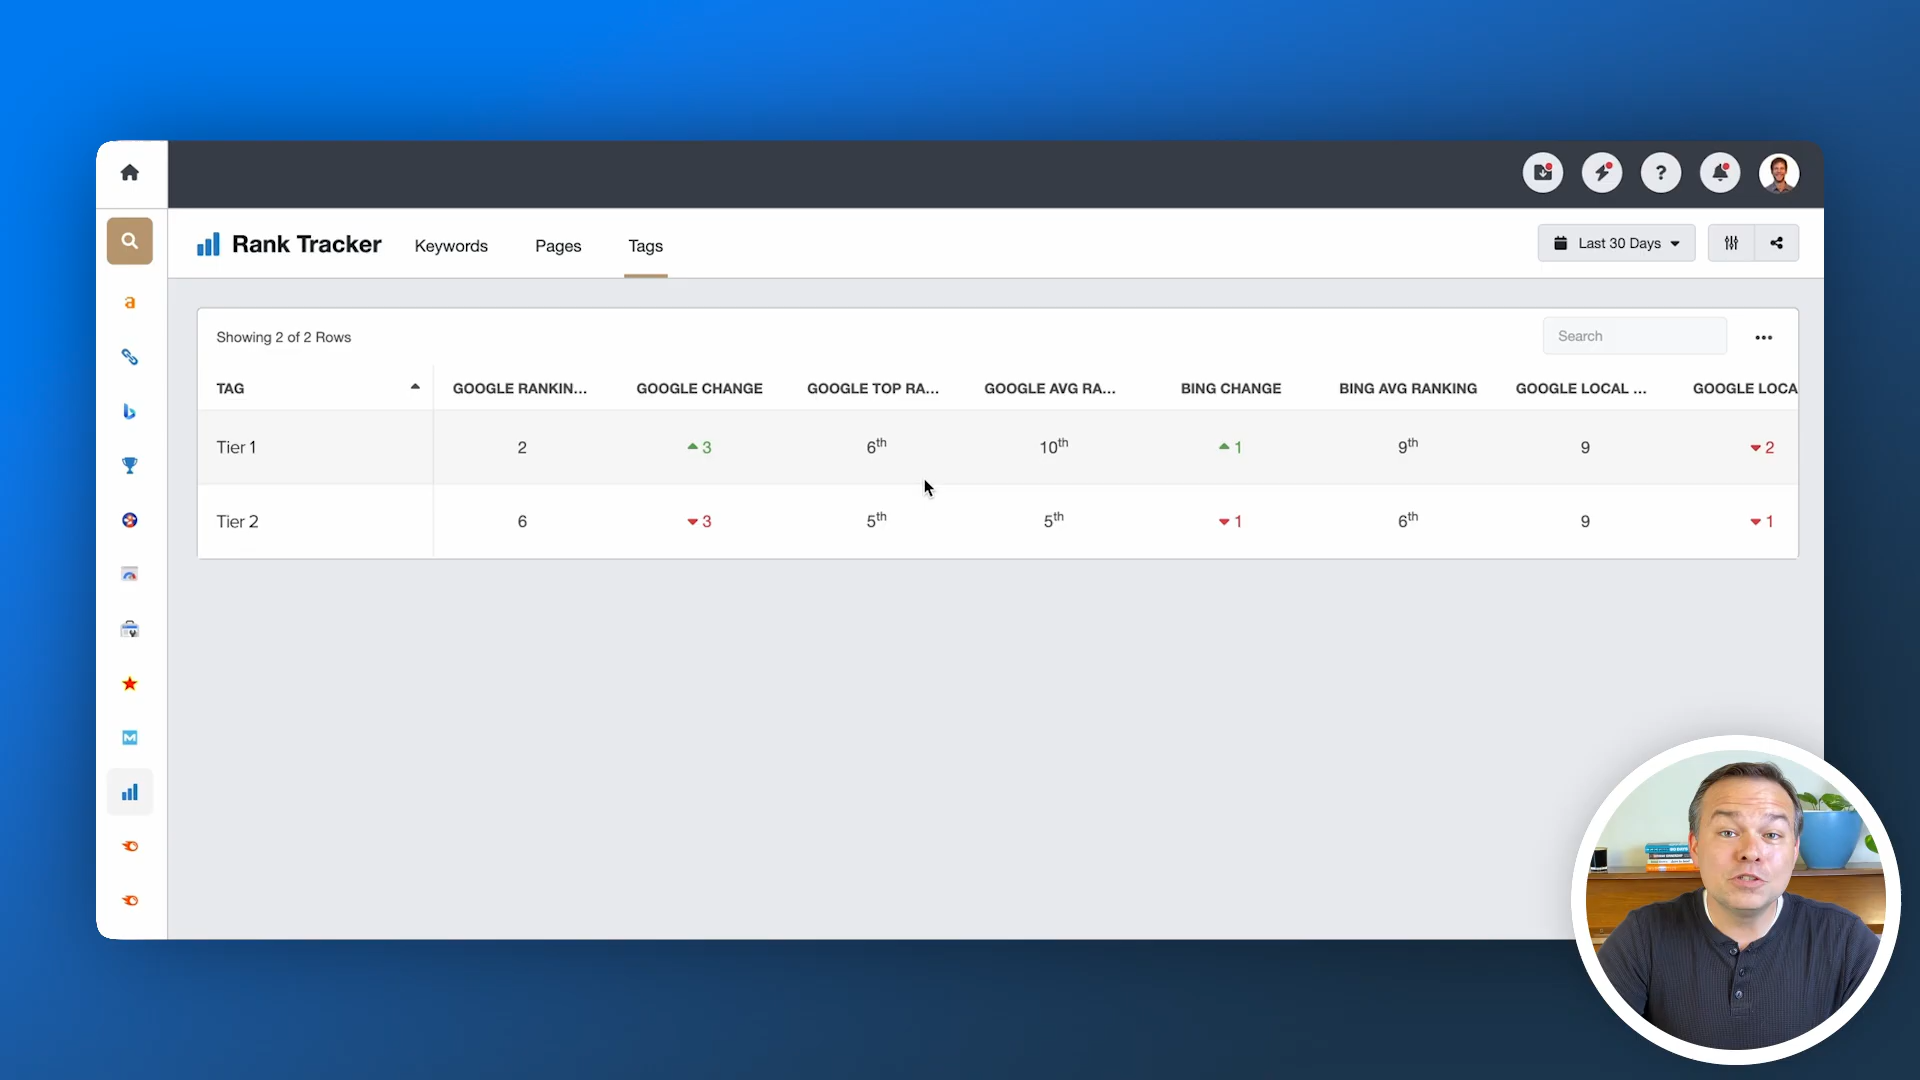 Rank Tracker
Keywords
Pages
Tags
Last 30 Days
Showing 2 of 2 Rows
Search
TAG
GOOGLE RANKIN...
GOOGLE CHANGE
GOOGLE TOP RA...
GOOGLE AVG RA...
BING CHANGE
BING AVG RANKING
GOOGLE LOCAL ...
GOOGLE LOCA
Tier 1
2
3
6th
10th
1
9th
9
2
Tier 2
6
3
5th
5th
1
6th
9
1